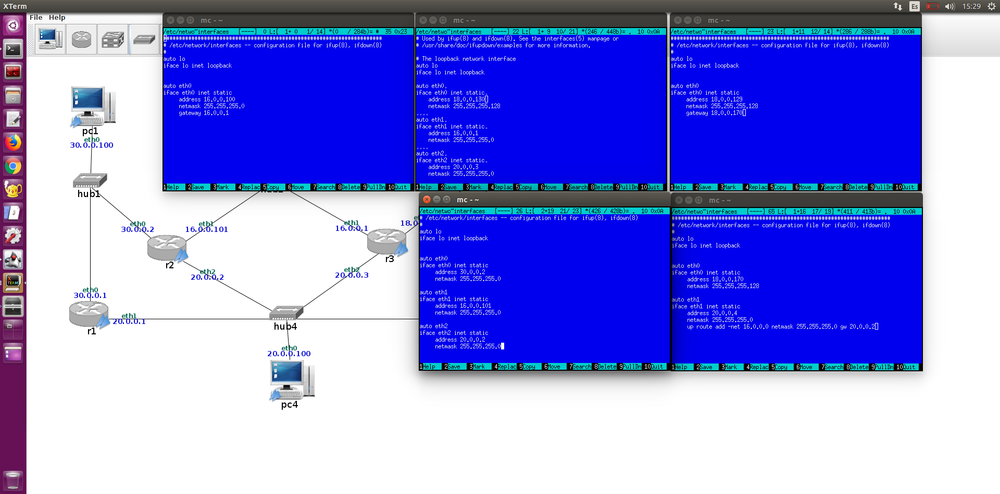 XTerm
Es
15:29
File Help
mc - ~
/etc/netwo~interfaces [----] 0 L:[ 1+ 0 1/ 14] *(0 / 284b)= # 35 0x23
# /etc/network/interfaces -- configuration file for ifup(8), ifdown(8)
#
auto lo
iface lo inet loopback
auto eth0
iface eth0 inet static
address 16.0.0.100
netmask 255.255.255.0
gateway 16.0.0.1
1Help 2Save 3Mark 4Replac 5Copy 6Move 7Search 8Delete 9PullDn 10Quit
mc - ~
/etc/netwo~interfaces [----] 22 L:[ 1+ 9 10/ 21] *(246 / 448b)= . 10 0x0A
# Used by ifup(8) and ifdown(8). See the interfaces(5) manpage or
# /usr/share/doc/ifupdown/examples for more information.
# The loopback network interface
auto lo
iface lo inet loopback
auto eth0.
iface eth0 inet static.
address 18.0.0.130
netmask 255.255.255.128
....
auto eth1.
iface eth1 inet static.
address 16.0.0.1
netmask 255.255.255.0
....
auto eth2.
iface eth2 inet static.
address 20.0.0.3
netmask 255.255.255.0
1Help 2Save 3Mark 4Replac 5Copy 6Move 7Search 8Delete 9PullDn 10Quit
mc - ~
/etc/netwo~interfaces [----] 23 L:[ 1+11 12/ 14] *(286 / 288b)= . 10 0x0A
######################################################################
# /etc/network/interfaces -- configuration file for ifup(8), ifdown(8)
#
auto lo
iface lo inet loopback
auto eth0
iface eth0 inet static
address 18.0.0.129
netmask 255.255.255.128
gateway 18.0.0.170
1Help 2Save 3Mark 4Replac 5Copy 6Move 7Search 8Delete 9PullDn 10Quit
mc - ~
/etc/netwo~interfaces [----] 26 L:[ 2+19 21/ 23] *(426 / 428b)= . 10 0x0A
# /etc/network/interfaces -- configuration file for ifup(8), ifdown(8)
#
auto lo
iface lo inet loopback
auto eth0
iface eth0 inet static
address 30.0.0.2
netmask 255.255.255.0
auto eth1
iface eth1 inet static
address 16.0.0.101
netmask 255.255.255.0
auto eth2
iface eth2 inet static
address 20.0.0.2
netmask 255.255.255.0
1Help 2Save 3Mark 4Replac 5Copy 6Move 7Search 8Delete 9PullDn 10Quit
mc - ~
/etc/netwo~interfaces [----] 65 L:[ 1+16 17/ 19] *(411 / 413b)= . 10 0x0A
######################################################################
# /etc/network/interfaces -- configuration file for ifup(8), ifdown(8)
#
auto lo
iface lo inet loopback
auto eth0
iface eth0 inet static
address 18.0.0.170
netmask 255.255.255.128
auto eth1
iface eth1 inet static
address 20.0.0.4
netmask 255.255.255.0
up route add -net 16.0.0.0 netmask 255.255.255.0 gw 20.0.0.2
1Help 2Save 3Mark 4Replac 5Copy 6Move 7Search 8Delete 9PullDn 10Quit
pc1
eth0
30.0.0.100
hub1
eth0
30.0.0.2
eth1
16.0.0.101
r2
eth2
20.0.0.2
eth1
16.0.0.1
18.0
r3
eth2
20.0.0.3
eth0
30.0.0.1
r1
eth1
20.0.0.1
hub4
eth0
20.0.0.100
pc4
X
TERM